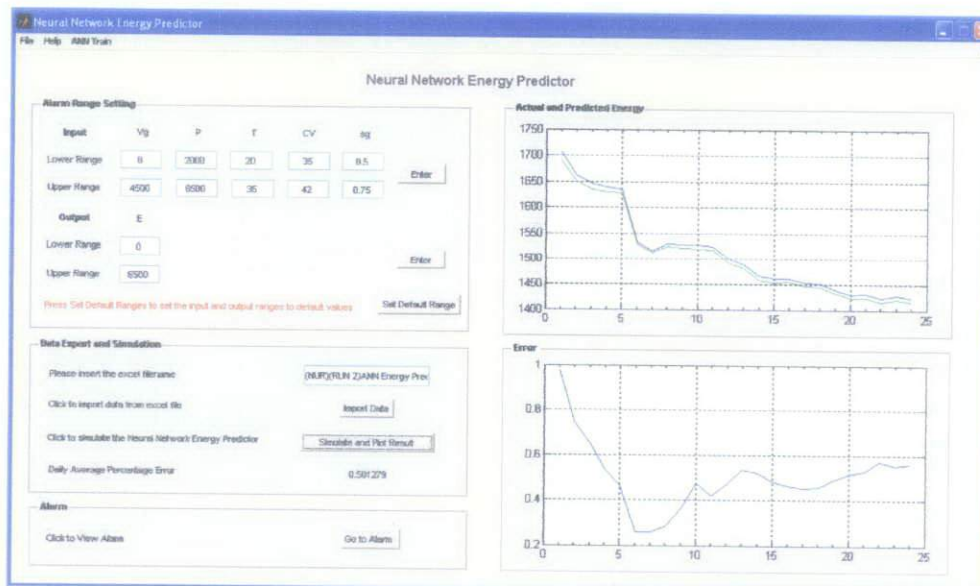 Neural Network Energy Predictor
File Help ANN Train
Neural Network Energy Predictor
Alarm Range Setting
Input Vg P T CV sg
Lower Range 0 2000 20 35 0.5
Enter
Upper Range 4500 6500 35 42 0.75
Output E
Lower Range 0
Enter
Upper Range 6500
Press Set Default Ranges to set the input and output ranges to default values
Set Default Range
Data Export and Simulation
Please insert the excel filename (NUR)(RUN 2)ANN Energy Pre
Click to import data from excel file Import Data
Click to simulate the Neural Network Energy Predictor Simulate and Plot Result
Daily Average Percentage Error 0.501279
Alarm
Click to View Alarm Go to Alarm
Actual and Predicted Energy
1750
1700
1650
1600
1550
1500
1450
1400
0 5 10 15 20 25
Error
1
0.8
0.6
0.4
0.2
0 5 10 15 20 25